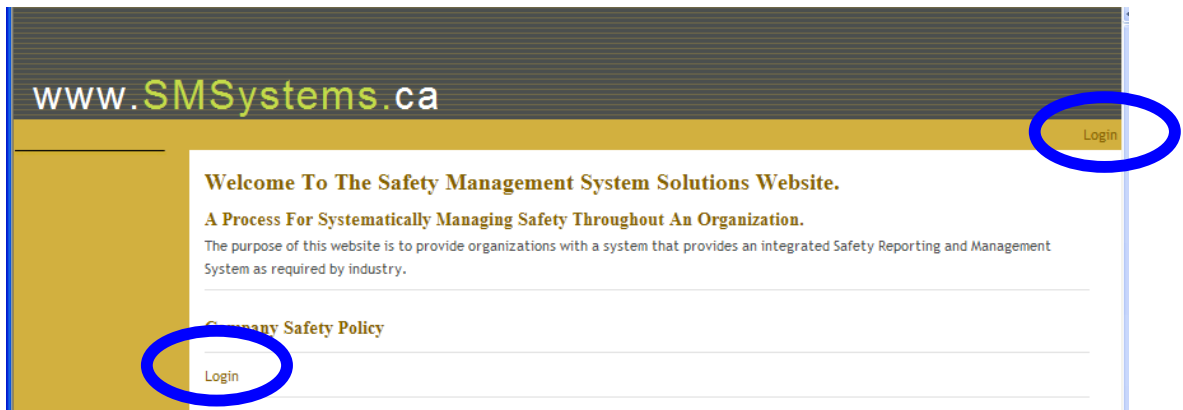 www.SMSystems.ca
Login
Welcome To The Safety Management System Solutions Website.
A Process For Systematically Managing Safety Throughout An Organization.
The purpose of this website is to provide organizations with a system that provides an integrated Safety Reporting and Management
System as required by industry.
Company Safety Policy
Login